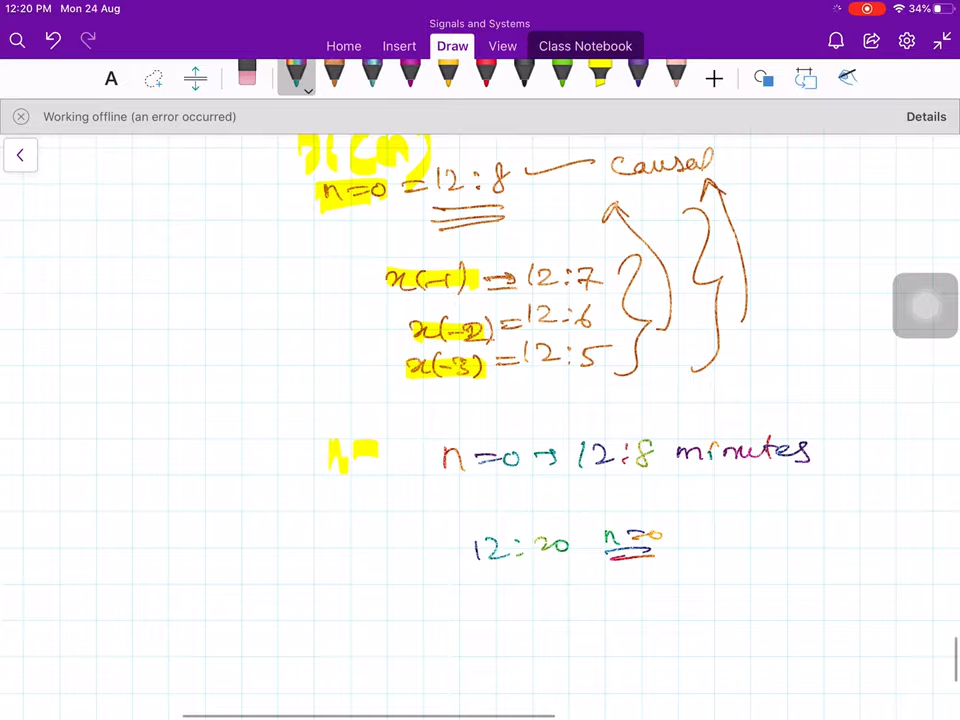 12:20 PM Mon 24 Aug
34%
Signals and Systems
Home Insert Draw View Class Notebook
A
Working offline (an error occurred)
Details
x(n)
n=0 = 12:8 causal
x(-1) → 12:7
x(-2) = 12:6
x(-3) = 12:5
n= n=0 → 12:8 minutes
12:20 n=0